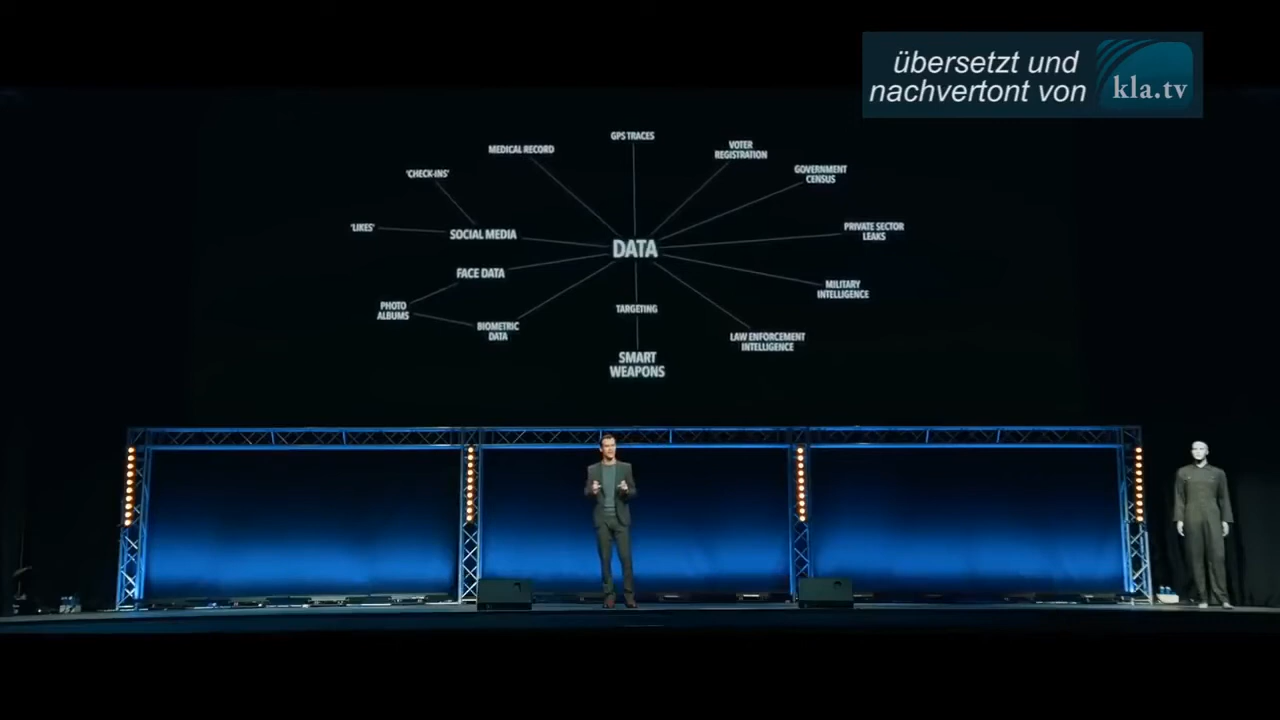 übersetzt und
nachvertont von
kla.tv
GPS TRACES
MEDICAL RECORD
VOTER
REGISTRATION
GOVERNMENT
CENSUS
'CHECK-INS'
'LIKES'
SOCIAL MEDIA
DATA
PRIVATE SECTOR
LEAKS
FACE DATA
MILITARY
INTELLIGENCE
PHOTO
ALBUMS
TARGETING
BIOMETRIC
DATA
LAW ENFORCEMENT
INTELLIGENCE
SMART
WEAPONS